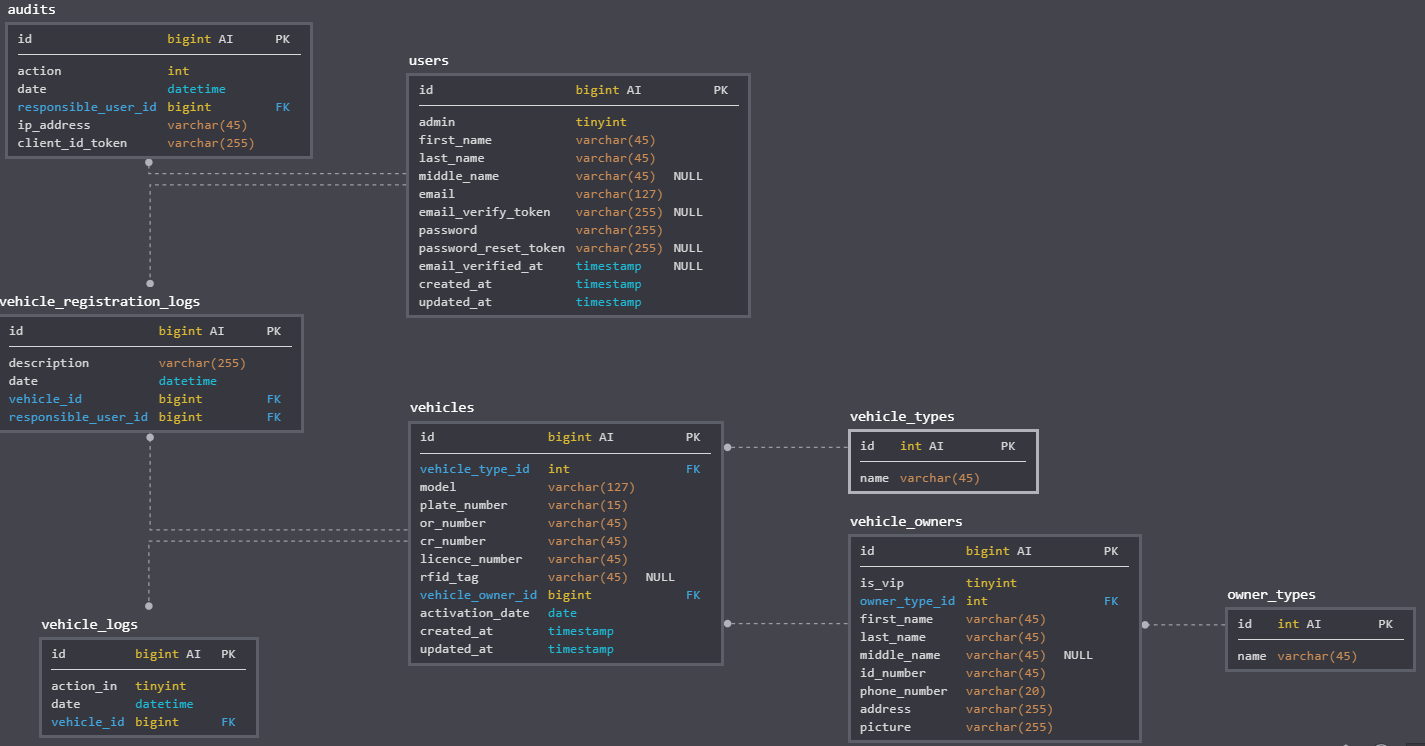 audits
id bigint AI PK
action int
date datetime
responsible_user_id bigint FK
ip_address varchar(45)
client_id_token varchar(255)
users
id bigint AI PK
admin tinyint
first_name varchar(45)
last_name varchar(45)
middle_name varchar(45) NULL
email varchar(127)
email_verify_token varchar(255) NULL
password varchar(255)
password_reset_token varchar(255) NULL
email_verified_at timestamp NULL
created_at timestamp
updated_at timestamp
vehicle_registration_logs
id bigint AI PK
description varchar(255)
date datetime
vehicle_id bigint FK
responsible_user_id bigint FK
vehicles
id bigint AI PK
vehicle_type_id int FK
model varchar(127)
plate_number varchar(15)
or_number varchar(45)
cr_number varchar(45)
licence_number varchar(45)
rfid_tag varchar(45) NULL
vehicle_owner_id bigint FK
activation_date date
created_at timestamp
updated_at timestamp
vehicle_types
id int AI PK
name varchar(45)
vehicle_owners
id bigint AI PK
is_vip tinyint
owner_type_id int FK
first_name varchar(45)
last_name varchar(45)
middle_name varchar(45) NULL
id_number varchar(45)
phone_number varchar(20)
address varchar(255)
picture varchar(255)
owner_types
id int AI PK
name varchar(45)
vehicle_logs
id bigint AI PK
action_in tinyint
date datetime
vehicle_id bigint FK